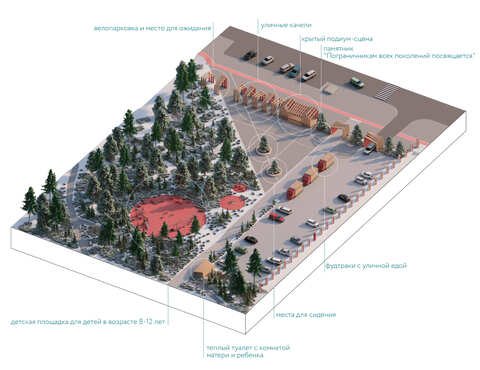 уличные качели
велопарковка и место для ожидания
крытый подиум-сцена
памятник
"Пограничникам всех поколений посвящается"
фудтраки с уличной едой
места для сидения
детская площадка для детей в возрасте 8-12 лет
теплый туалет с комнатой
матери и ребенка